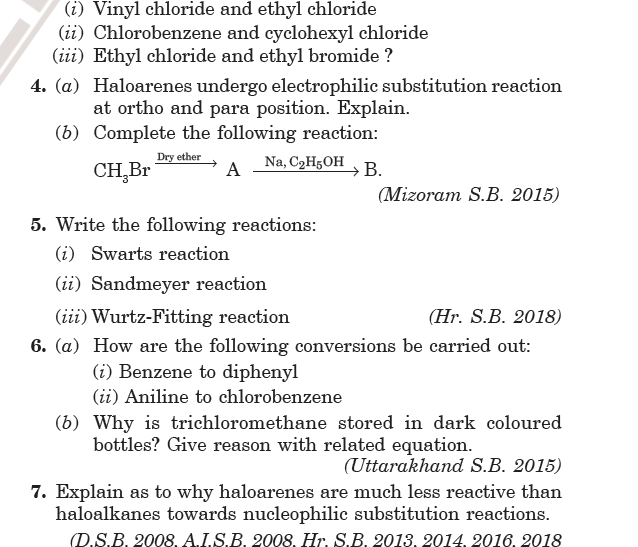 (i) Vinyl chloride and ethyl chloride
(ii) Chlorobenzene and cyclohexyl chloride
(iii) Ethyl chloride and ethyl bromide ?
4. (a) Haloarenes undergo electrophilic substitution reaction
at ortho and para position. Explain.
(b) Complete the following reaction:
CH₃Br —Dry ether→ A —Na, C₂H₅OH→ B.
(Mizoram S.B. 2015)
5. Write the following reactions:
(i) Swarts reaction
(ii) Sandmeyer reaction
(iii) Wurtz-Fitting reaction (Hr. S.B. 2018)
6. (a) How are the following conversions be carried out:
(i) Benzene to diphenyl
(ii) Aniline to chlorobenzene
(b) Why is trichloromethane stored in dark coloured
bottles? Give reason with related equation.
(Uttarakhand S.B. 2015)
7. Explain as to why haloarenes are much less reactive than
haloalkanes towards nucleophilic substitution reactions.
(D.S.B. 2008, A.I.S.B. 2008, Hr. S.B. 2013, 2014, 2016, 2018